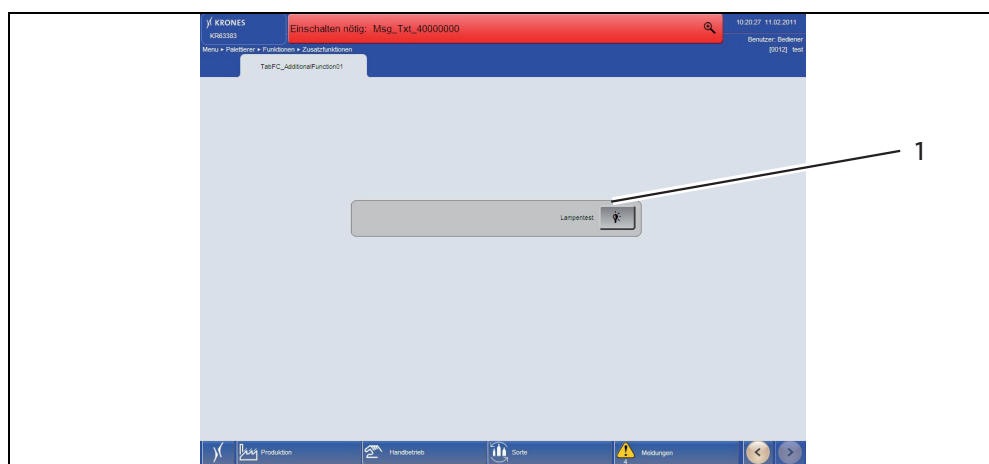 KRONES
KR63383
Einschalten nötig: Msg_Txt_40000000
10:20:27 11.02.2011
Benutzer: Bediener
[0012] test
Menu ▸ Palettierer ▸ Funktionen ▸ Zusatzfunktionen
TabFC_AdditionalFunction01
1
Lampentest
Produktion
Handbetrieb
Sorte
4
Meldungen